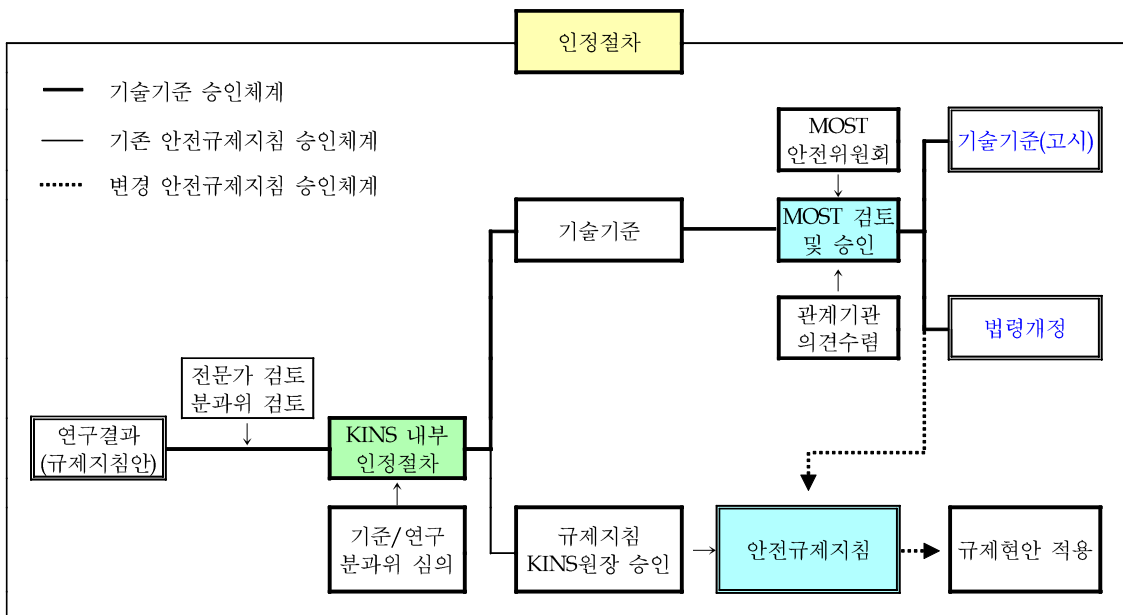 인정절차
기술기준 승인체계
기존 안전규제지침 승인체계
변경 안전규제지침 승인체계
MOST
안전위원회
기술기준(고시)
기술기준
MOST 검토
및 승인
관계기관
의견수렴
법령개정
전문가 검토
분과위 검토
연구결과
(규제지침안)
KINS 내부
인정절차
기준/연구
분과위 심의
규제지침
KINS원장 승인
안전규제지침
규제현안 적용